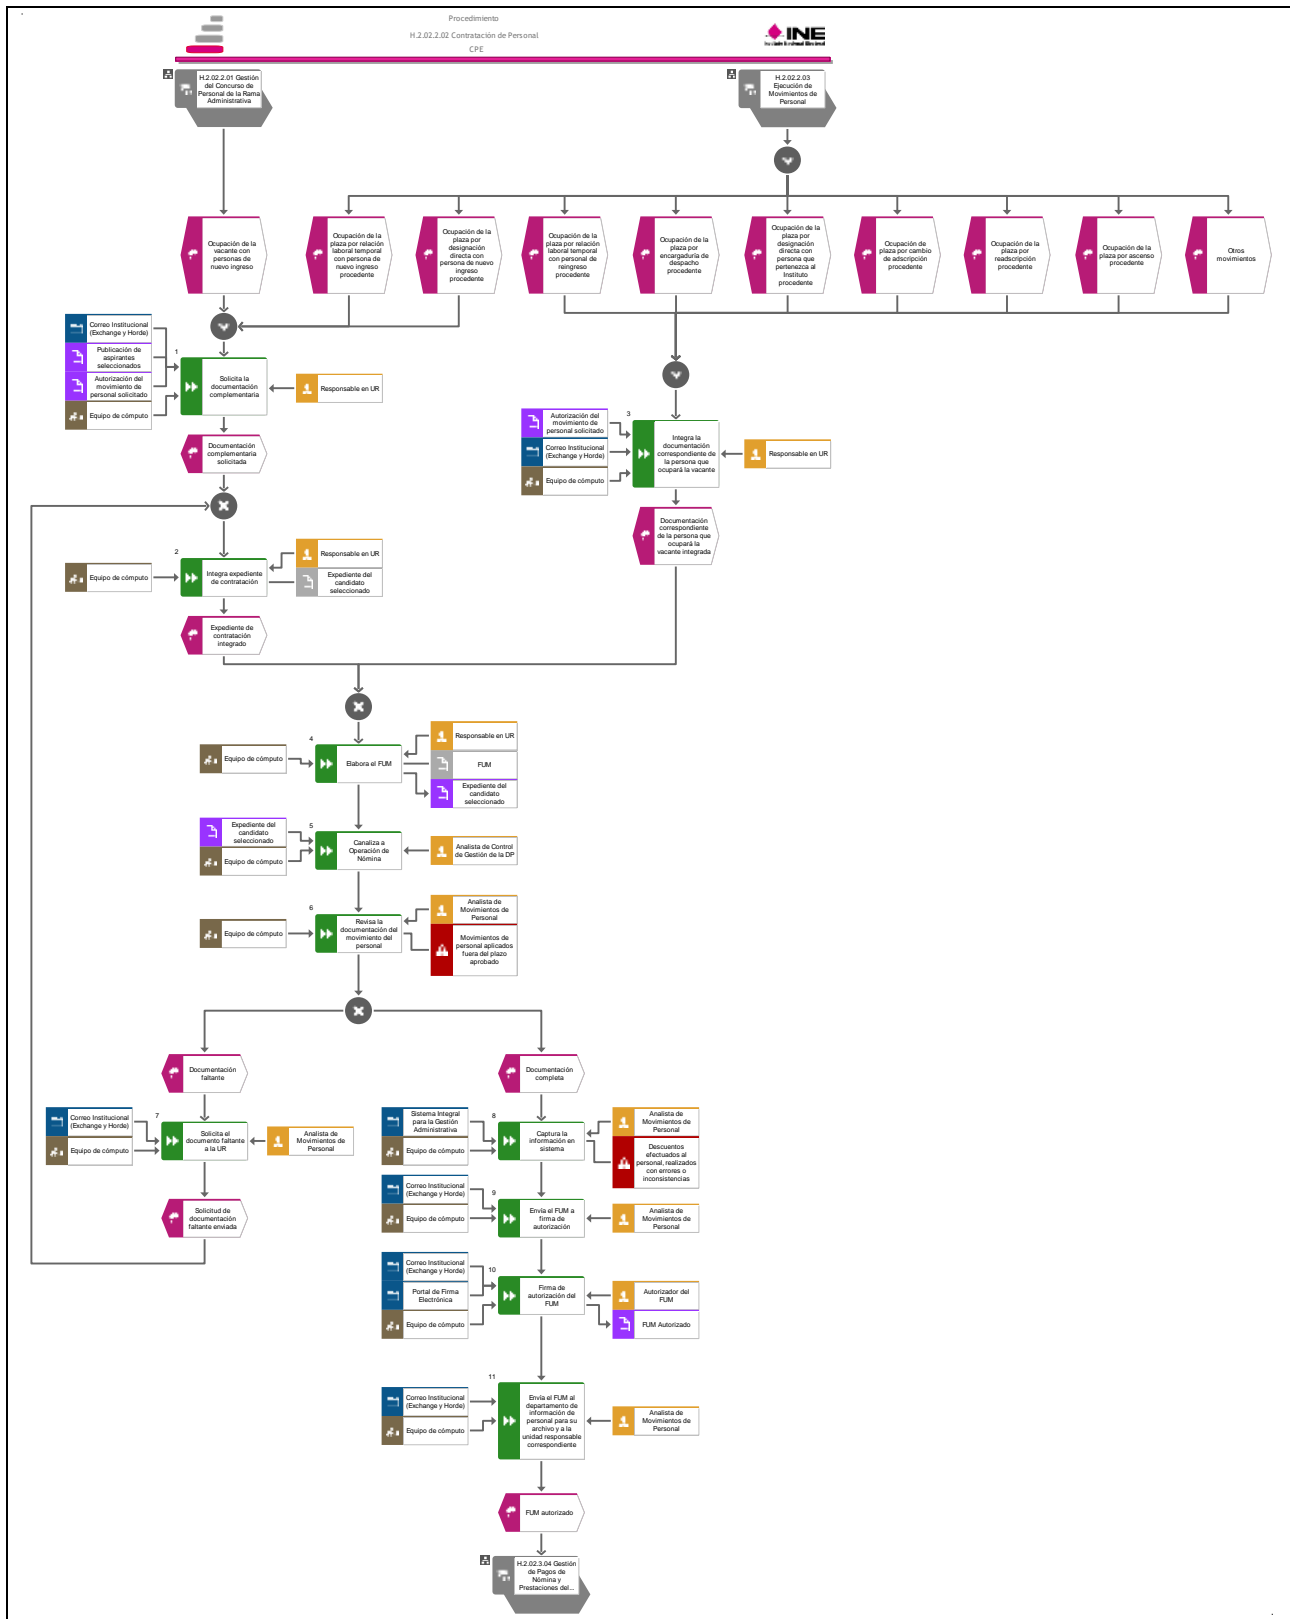 Procedimiento
H.2.02.2.02 Contratación de Personal
CPE
INE
Instituto Nacional Electoral
H.2.02.2.01 Gestión
del Concurso de
Personal de la Rama
Administrativa
H.2.02.2.03
Ejecución de
Movimientos de
Personal
Ocupación de la
vacante con
personas de
nuevo ingreso
Ocupación de la
plaza por relación
laboral temporal
con persona de
nuevo ingreso
procedente
Ocupación de la
plaza por
designación
directa con
persona de nuevo
ingreso
procedente
Ocupación de la
plaza por relación
laboral temporal
con personal de
reingreso
procedente
Ocupación de la
plaza por
encargaduría de
despacho
procedente
Ocupación de la
plaza por
designación
directa con
persona que
pertenezca al
Instituto
procedente
Ocupación de
plaza por cambio
de adscripción
procedente
Ocupación de la
plaza por
readscripción
procedente
Ocupación de la
plaza por ascenso
procedente
Otros
movimientos
Correo Institucional
(Exchange y Horde)
Publicación de
aspirantes
seleccionados
Autorización del
movimiento de
personal solicitado
Equipo de cómputo
1
Solicita la
documentación
complementaria
Responsable en UR
Documentación
complementaria
solicitada
Autorización del
movimiento de
personal solicitado
Correo Institucional
(Exchange y Horde)
Equipo de cómputo
3
Integra la
documentación
correspondiente de
la persona que
ocupará la vacante
Responsable en UR
Documentación
correspondiente
de la persona que
ocupará la
vacante integrada
2
Equipo de cómputo
Integra expediente
de contratación
Responsable en UR
Expediente del
candidato
seleccionado
Expediente de
contratación
integrado
4
Equipo de cómputo
Elabora el FUM
Responsable en UR
FUM
Expediente del
candidato
seleccionado
5
Expediente del
candidato
seleccionado
Equipo de cómputo
Canaliza a
Operación de
Nómina
Analista de Control
de Gestión de la DP
6
Equipo de cómputo
Revisa la
documentación del
movimiento del
personal
Analista de
Movimientos de
Personal
Movimientos de
personal aplicados
fuera del plazo
aprobado
Documentación
faltante
Documentación
completa
7
Correo Institucional
(Exchange y Horde)
Equipo de cómputo
Solicita el
documento faltante
a la UR
Analista de
Movimientos de
Personal
Solicitud de
documentación
faltante enviada
8
Sistema Integral
para la Gestión
Administrativa
Equipo de cómputo
Captura la
información en
sistema
Analista de
Movimientos de
Personal
Descuentos
efectuados al
personal, realizados
con errores o
inconsistencias
9
Correo Institucional
(Exchange y Horde)
Equipo de cómputo
Envía el FUM a
firma de
autorización
Analista de
Movimientos de
Personal
10
Correo Institucional
(Exchange y Horde)
Portal de Firma
Electrónica
Equipo de cómputo
Firma de
autorización del
FUM
Autorizador del
FUM
FUM Autorizado
11
Correo Institucional
(Exchange y Horde)
Equipo de cómputo
Envía el FUM al
departamento de
información de
personal para su
archivo y a la
unidad responsable
correspondiente
Analista de
Movimientos de
Personal
FUM autorizado
H.2.02.3.04 Gestión
de Pagos de
Nómina y
Prestaciones del...